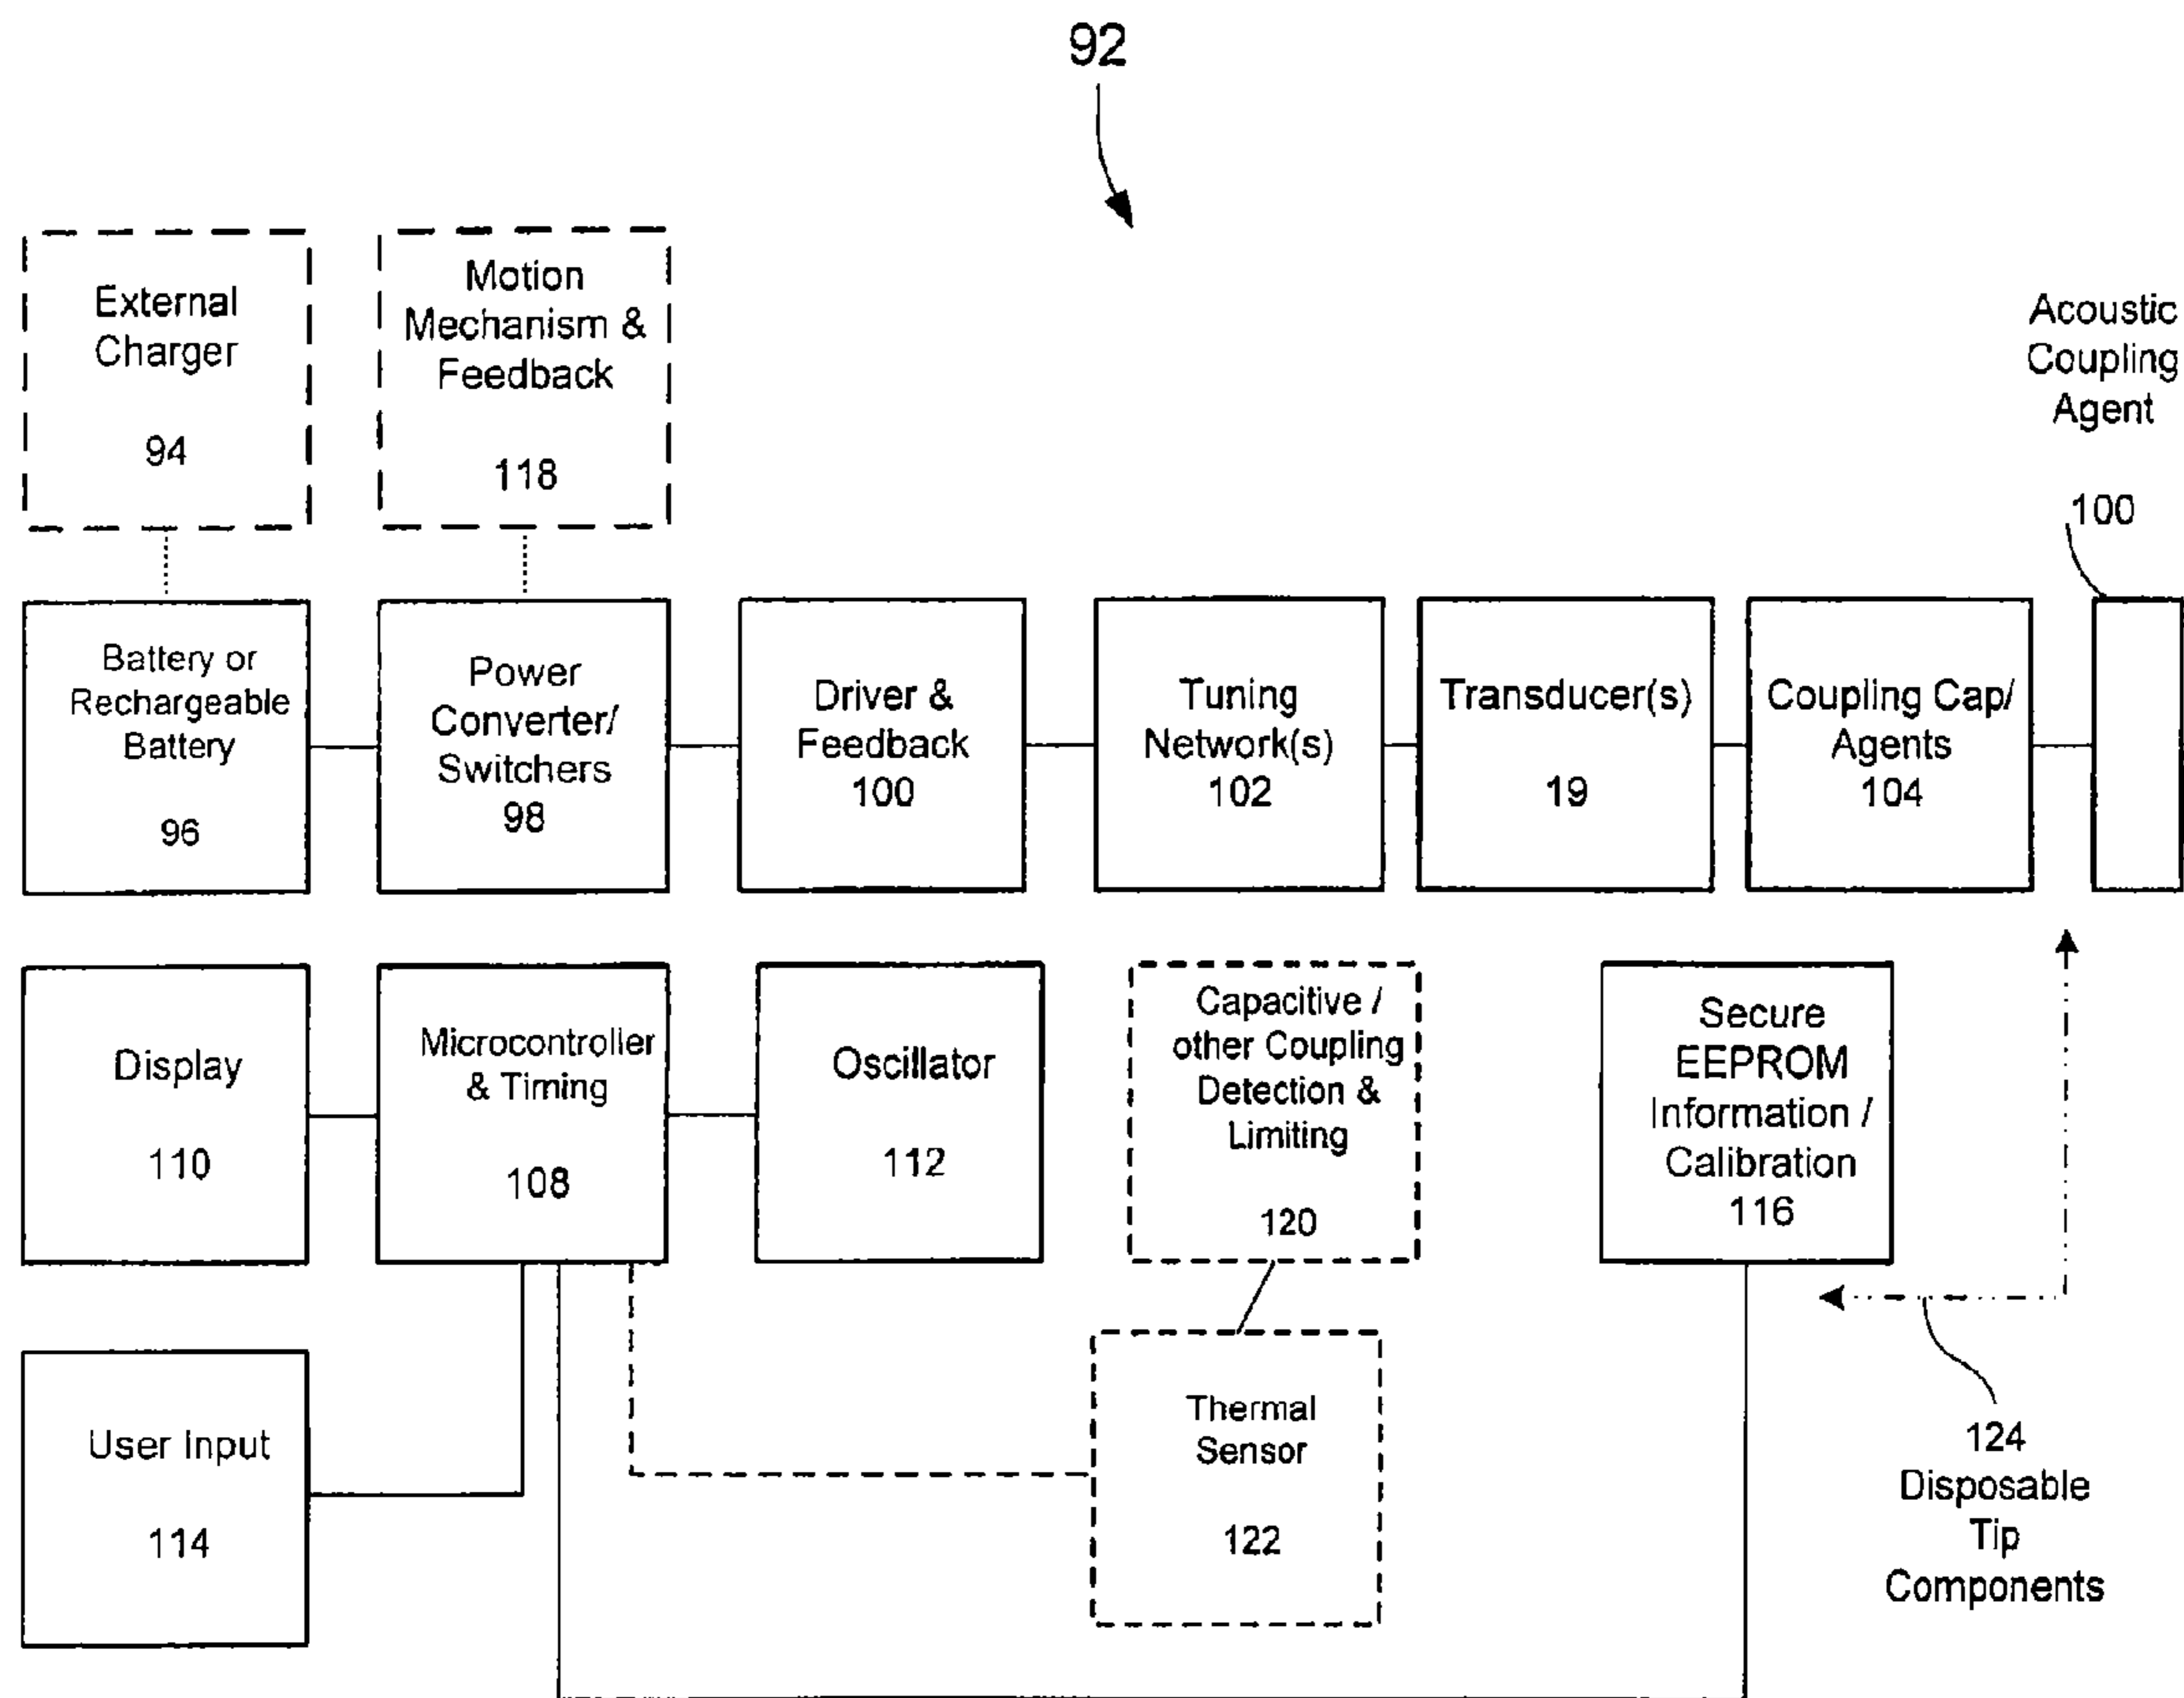 92
External
Charger
94
Motion
Mechanism &
Feedback
118
Acoustic
Coupling
Agent
100
Battery or
Rechargeable
Battery
96
Power
Converter/
Switchers
98
Driver &
Feedback
100
Tuning
Network(s)
102
Transducer(s)
19
Coupling Cap/
Agents
104
Display
110
Microcontroller
& Timing
108
Oscillator
112
Capacitive /
other Coupling
Detection &
Limiting
120
Secure
EEPROM
Information /
Calibration
116
User Input
114
Thermal
Sensor
122
124
Disposable
Tip
Components